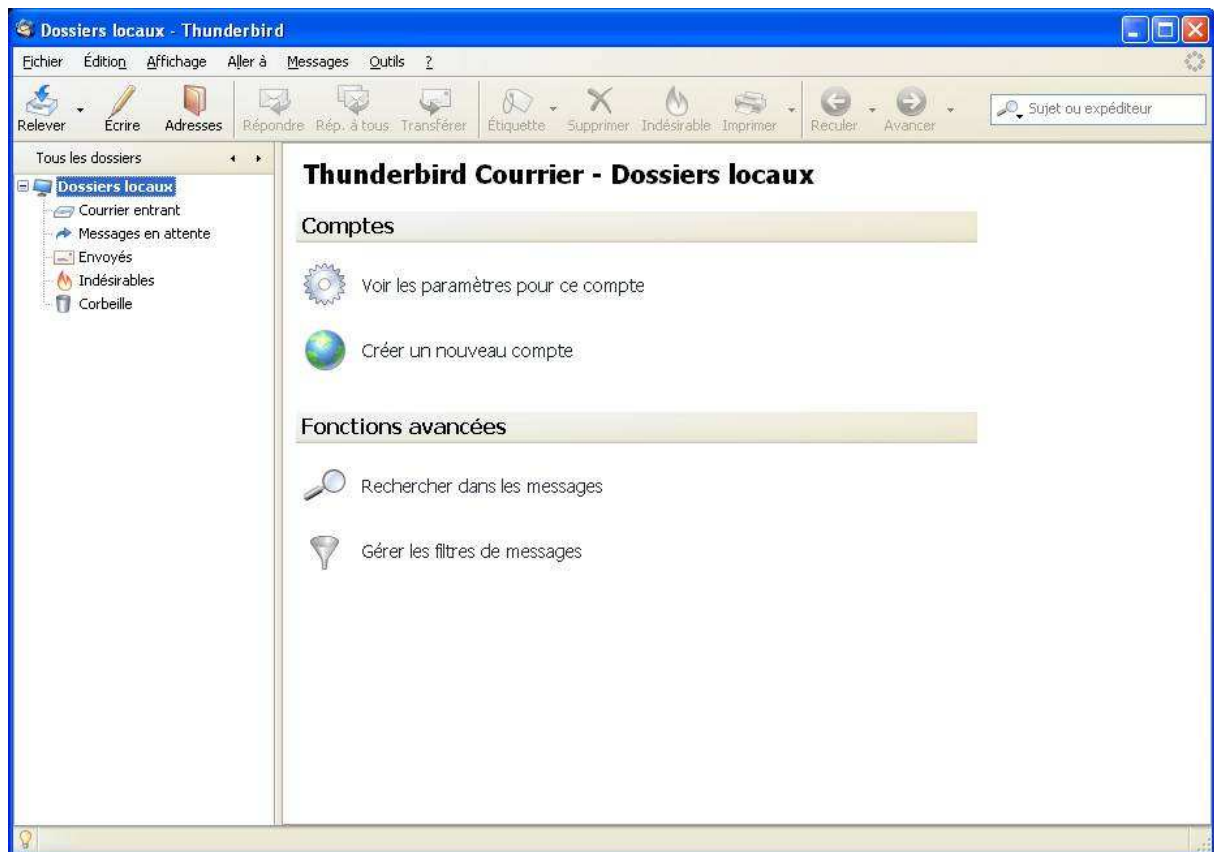 Dossiers locaux - Thunderbird
Fichier Édition Affichage Aller à Messages Outils ?
Relever Écrire Adresses Répondre Rép. à tous Transférer Étiquette Supprimer Indésirable Imprimer Reculer Avancer Sujet ou expéditeur
Tous les dossiers
Dossiers locaux
Courrier entrant
Messages en attente
Envoyés
Indésirables
Corbeille
Thunderbird Courrier - Dossiers locaux
Comptes
Voir les paramètres pour ce compte
Créer un nouveau compte
Fonctions avancées
Rechercher dans les messages
Gérer les filtres de messages